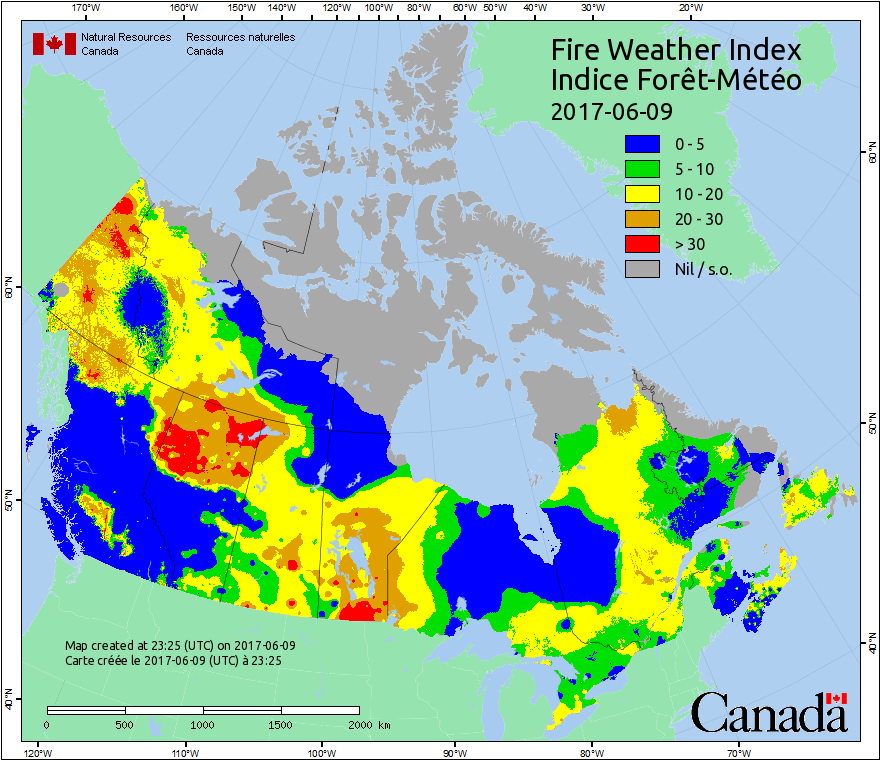 170°W 160°W 150°W 140°W 120°W 100°W 80°W 60°W 50°W 40°W 30°W 20°W
Natural Resources Ressources naturelles
Canada Canada
Fire Weather Index
Indice Forêt-Météo
2017-06-09
0 - 5
5 - 10
10 - 20
20 - 30
> 30
Nil / s.o.
60°N 60°N
50°N 50°N
40°N 40°N
Map created at 23:25 (UTC) on 2017-06-09
Carte créée le 2017-06-09 (UTC) à 23:25
0 500 1000 1500 2000 km
Canada
120°W 110°W 100°W 90°W 80°W 70°W